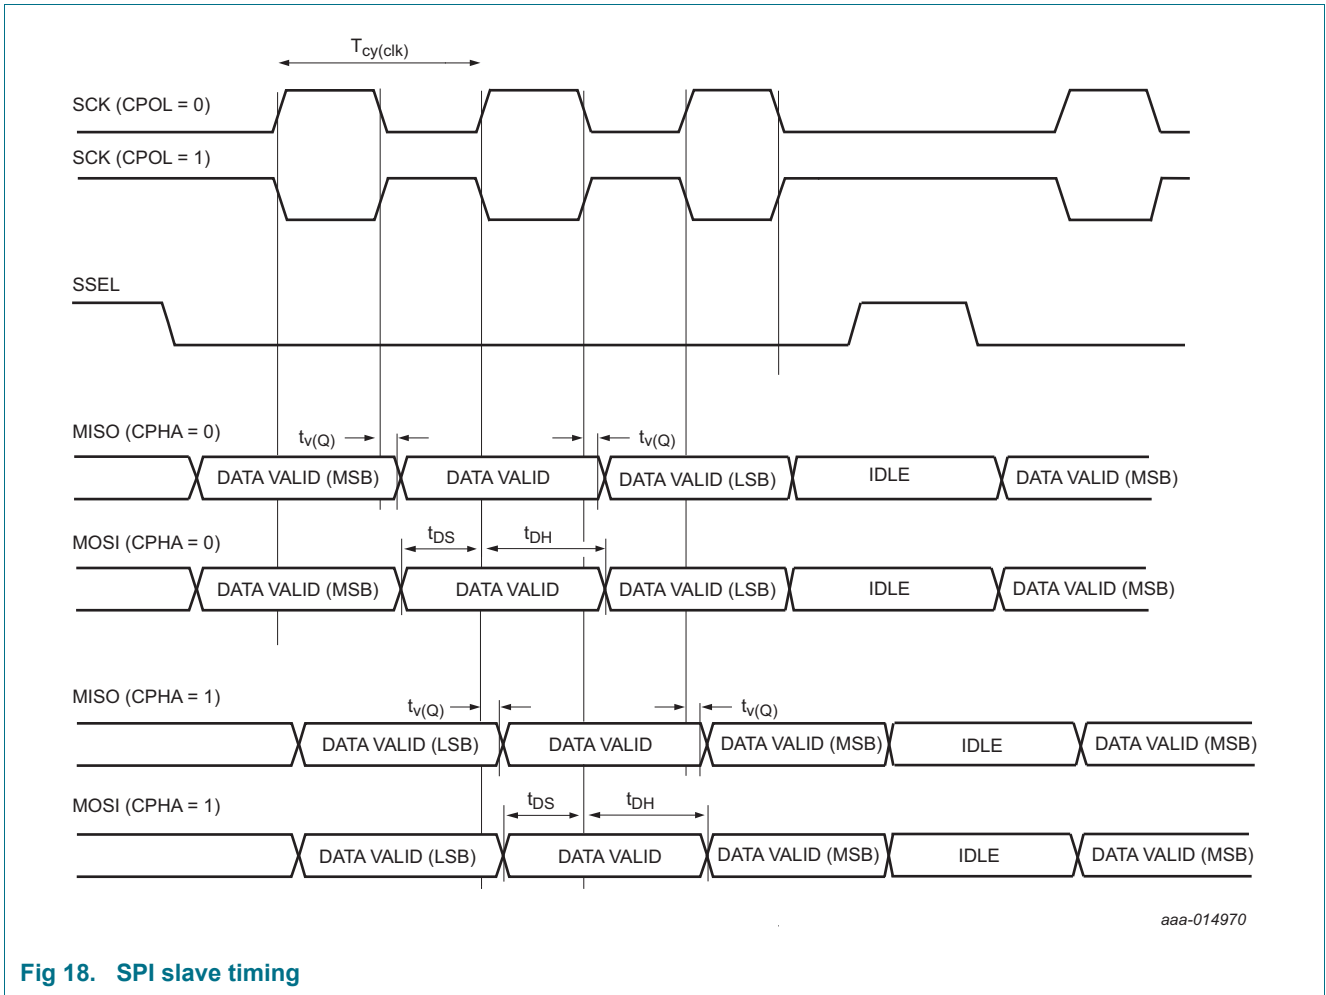 Tcy(clk)
SCK (CPOL = 0)
SCK (CPOL = 1)
SSEL
MISO (CPHA = 0)
tv(Q) tv(Q)
DATA VALID (MSB) DATA VALID DATA VALID (LSB) IDLE DATA VALID (MSB)
tDS tDH
MOSI (CPHA = 0)
DATA VALID (MSB) DATA VALID DATA VALID (LSB) IDLE DATA VALID (MSB)
MISO (CPHA = 1)
tv(Q) tv(Q)
DATA VALID (LSB) DATA VALID DATA VALID (MSB) IDLE DATA VALID (MSB)
tDS tDH
MOSI (CPHA = 1)
DATA VALID (LSB) DATA VALID DATA VALID (MSB) IDLE DATA VALID (MSB)
aaa-014970
Fig 18. SPI slave timing